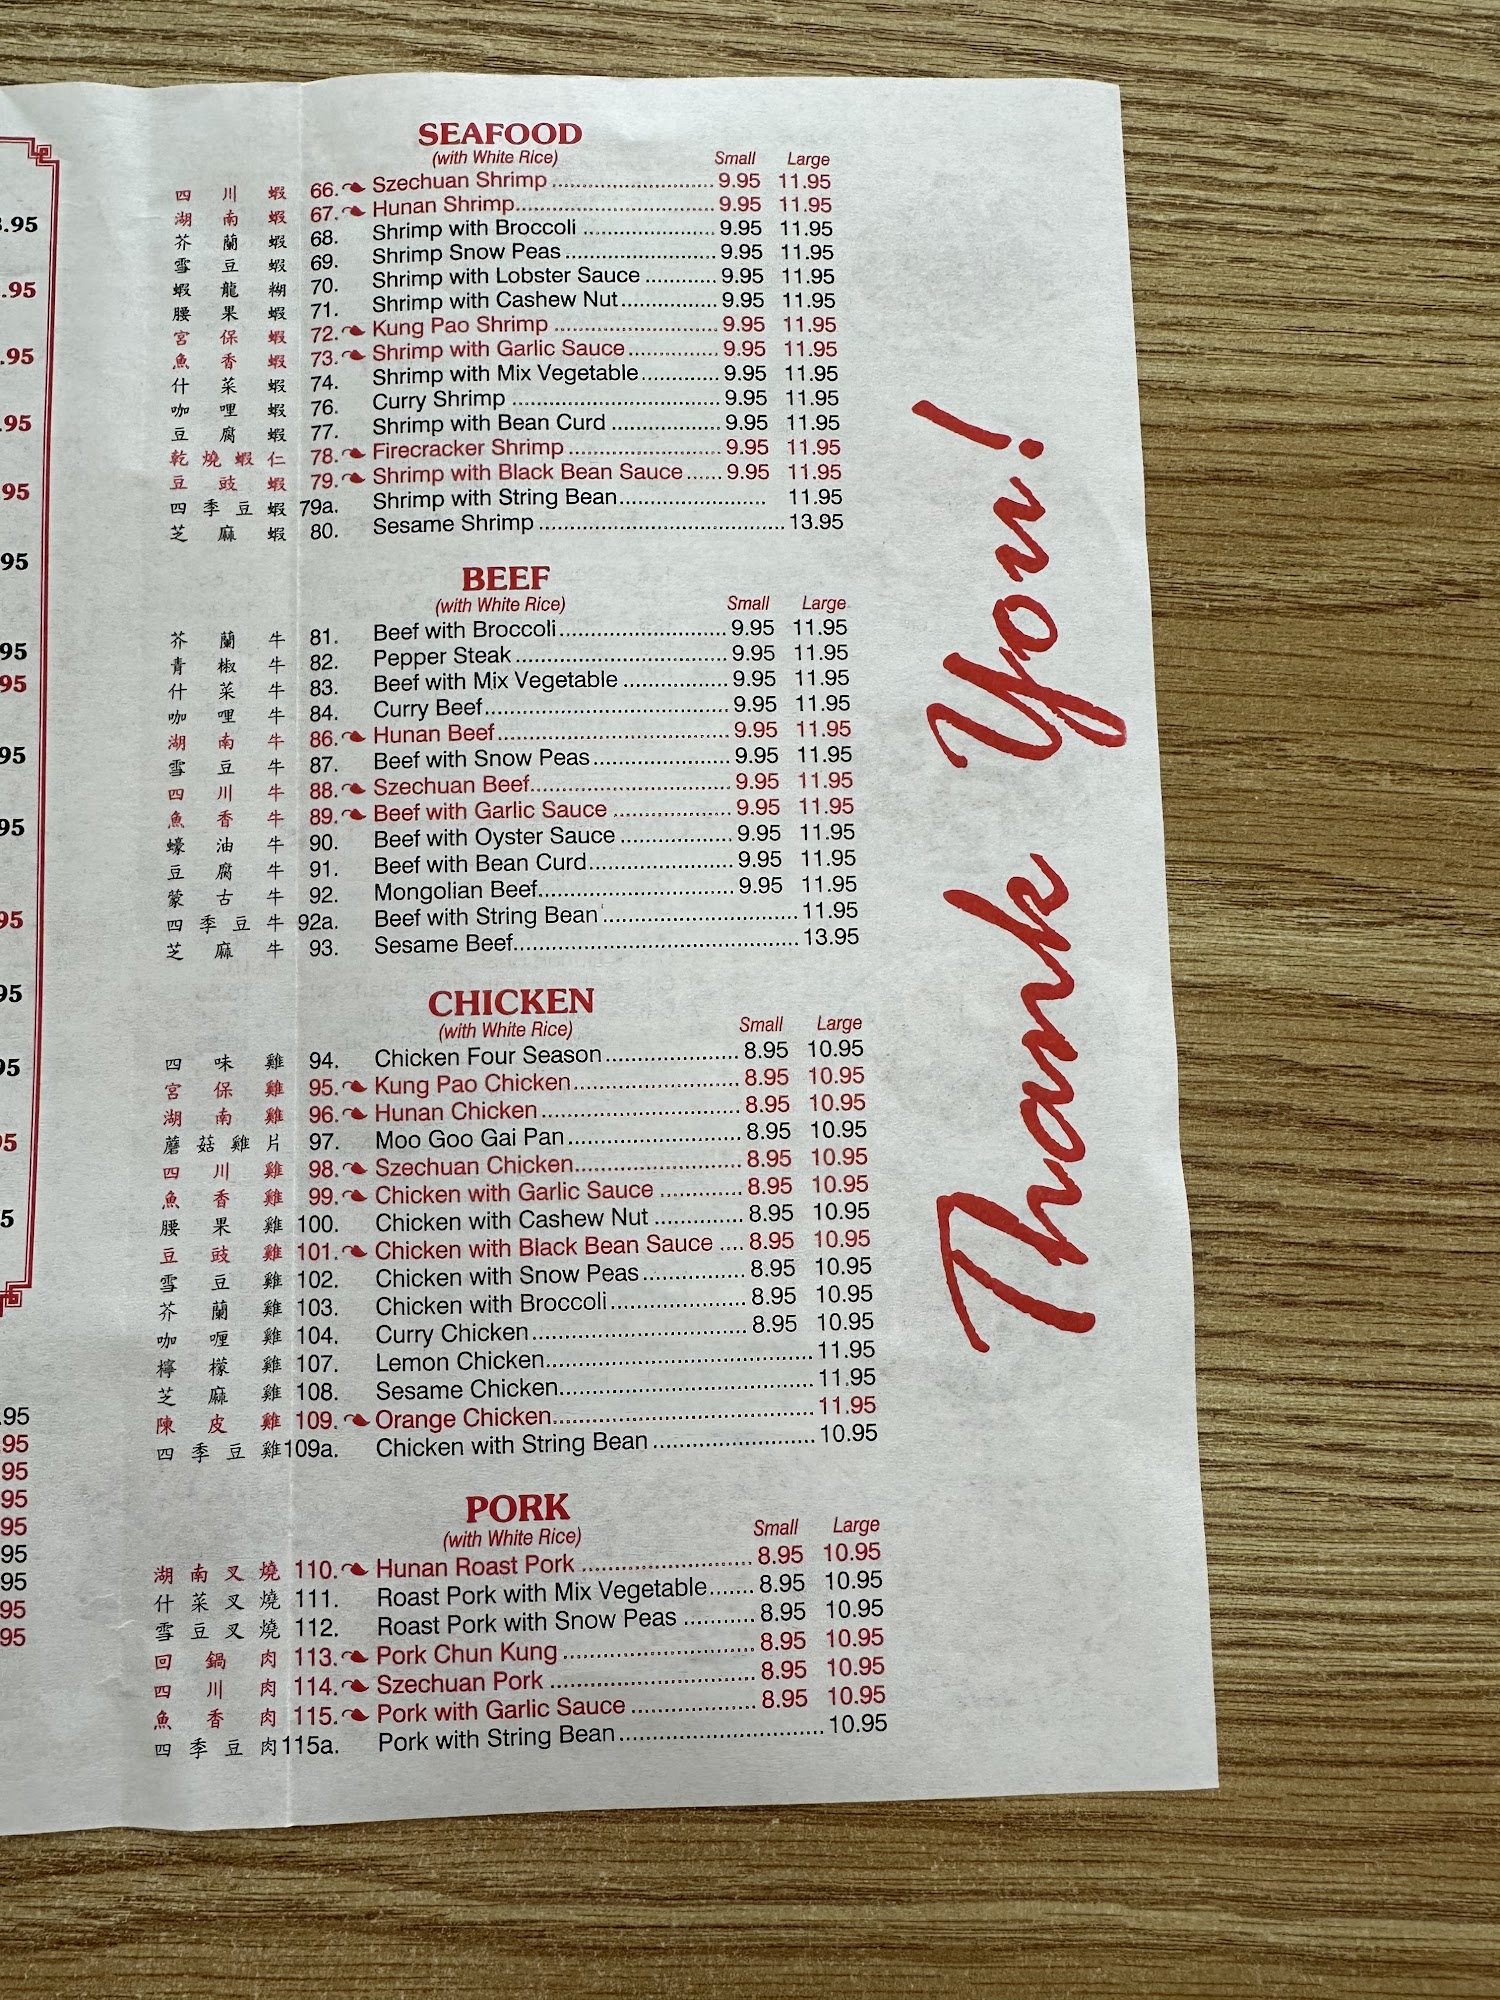 SEAFOOD
(with White Rice) Small Large
四川蝦 66. Szechuan Shrimp 9.95 11.95
湖南蝦 67. Hunan Shrimp 9.95 11.95
芥蘭蝦 68. Shrimp with Broccoli 9.95 11.95
雪豆蝦 69. Shrimp Snow Peas 9.95 11.95
蝦龍糊 70. Shrimp with Lobster Sauce 9.95 11.95
腰果蝦 71. Shrimp with Cashew Nut 9.95 11.95
宮保蝦 72. Kung Pao Shrimp 9.95 11.95
魚香蝦 73. Shrimp with Garlic Sauce 9.95 11.95
什菜蝦 74. Shrimp with Mix Vegetable 9.95 11.95
咖哩蝦 76. Curry Shrimp 9.95 11.95
豆腐蝦 77. Shrimp with Bean Curd 9.95 11.95
乾燒蝦仁 78. Firecracker Shrimp 9.95 11.95
豆豉蝦 79. Shrimp with Black Bean Sauce 9.95 11.95
四季豆蝦 79a. Shrimp with String Bean 11.95
芝麻蝦 80. Sesame Shrimp 13.95
BEEF
(with White Rice) Small Large
芥蘭牛 81. Beef with Broccoli 9.95 11.95
青椒牛 82. Pepper Steak 9.95 11.95
什菜牛 83. Beef with Mix Vegetable 9.95 11.95
咖哩牛 84. Curry Beef 9.95 11.95
湖南牛 86. Hunan Beef 9.95 11.95
雪豆牛 87. Beef with Snow Peas 9.95 11.95
四川牛 88. Szechuan Beef 9.95 11.95
魚香牛 89. Beef with Garlic Sauce 9.95 11.95
蠔油牛 90. Beef with Oyster Sauce 9.95 11.95
豆腐牛 91. Beef with Bean Curd 9.95 11.95
蒙古牛 92. Mongolian Beef 9.95 11.95
四季豆牛 92a. Beef with String Bean 11.95
芝麻牛 93. Sesame Beef 13.95
CHICKEN
(with White Rice) Small Large
四味雞 94. Chicken Four Season 8.95 10.95
宮保雞 95. Kung Pao Chicken 8.95 10.95
湖南雞 96. Hunan Chicken 8.95 10.95
蘑菇雞片 97. Moo Goo Gai Pan 8.95 10.95
四川雞 98. Szechuan Chicken 8.95 10.95
魚香雞 99. Chicken with Garlic Sauce 8.95 10.95
腰果雞 100. Chicken with Cashew Nut 8.95 10.95
豆豉雞 101. Chicken with Black Bean Sauce 8.95 10.95
雪豆雞 102. Chicken with Snow Peas 8.95 10.95
芥蘭雞 103. Chicken with Broccoli 8.95 10.95
咖喱雞 104. Curry Chicken 8.95 10.95
檸檬雞 107. Lemon Chicken 11.95
芝麻雞 108. Sesame Chicken 11.95
陳皮雞 109. Orange Chicken 11.95
四季豆雞 109a. Chicken with String Bean 10.95
PORK
(with White Rice) Small Large
湖南叉燒 110. Hunan Roast Pork 8.95 10.95
什菜叉燒 111. Roast Pork with Mix Vegetable 8.95 10.95
雪豆叉燒 112. Roast Pork with Snow Peas 8.95 10.95
回鍋肉 113. Pork Chun Kung 8.95 10.95
四川肉 114. Szechuan Pork 8.95 10.95
魚香肉 115. Pork with Garlic Sauce 8.95 10.95
四季豆肉 115a. Pork with String Bean 10.95
Thank You!